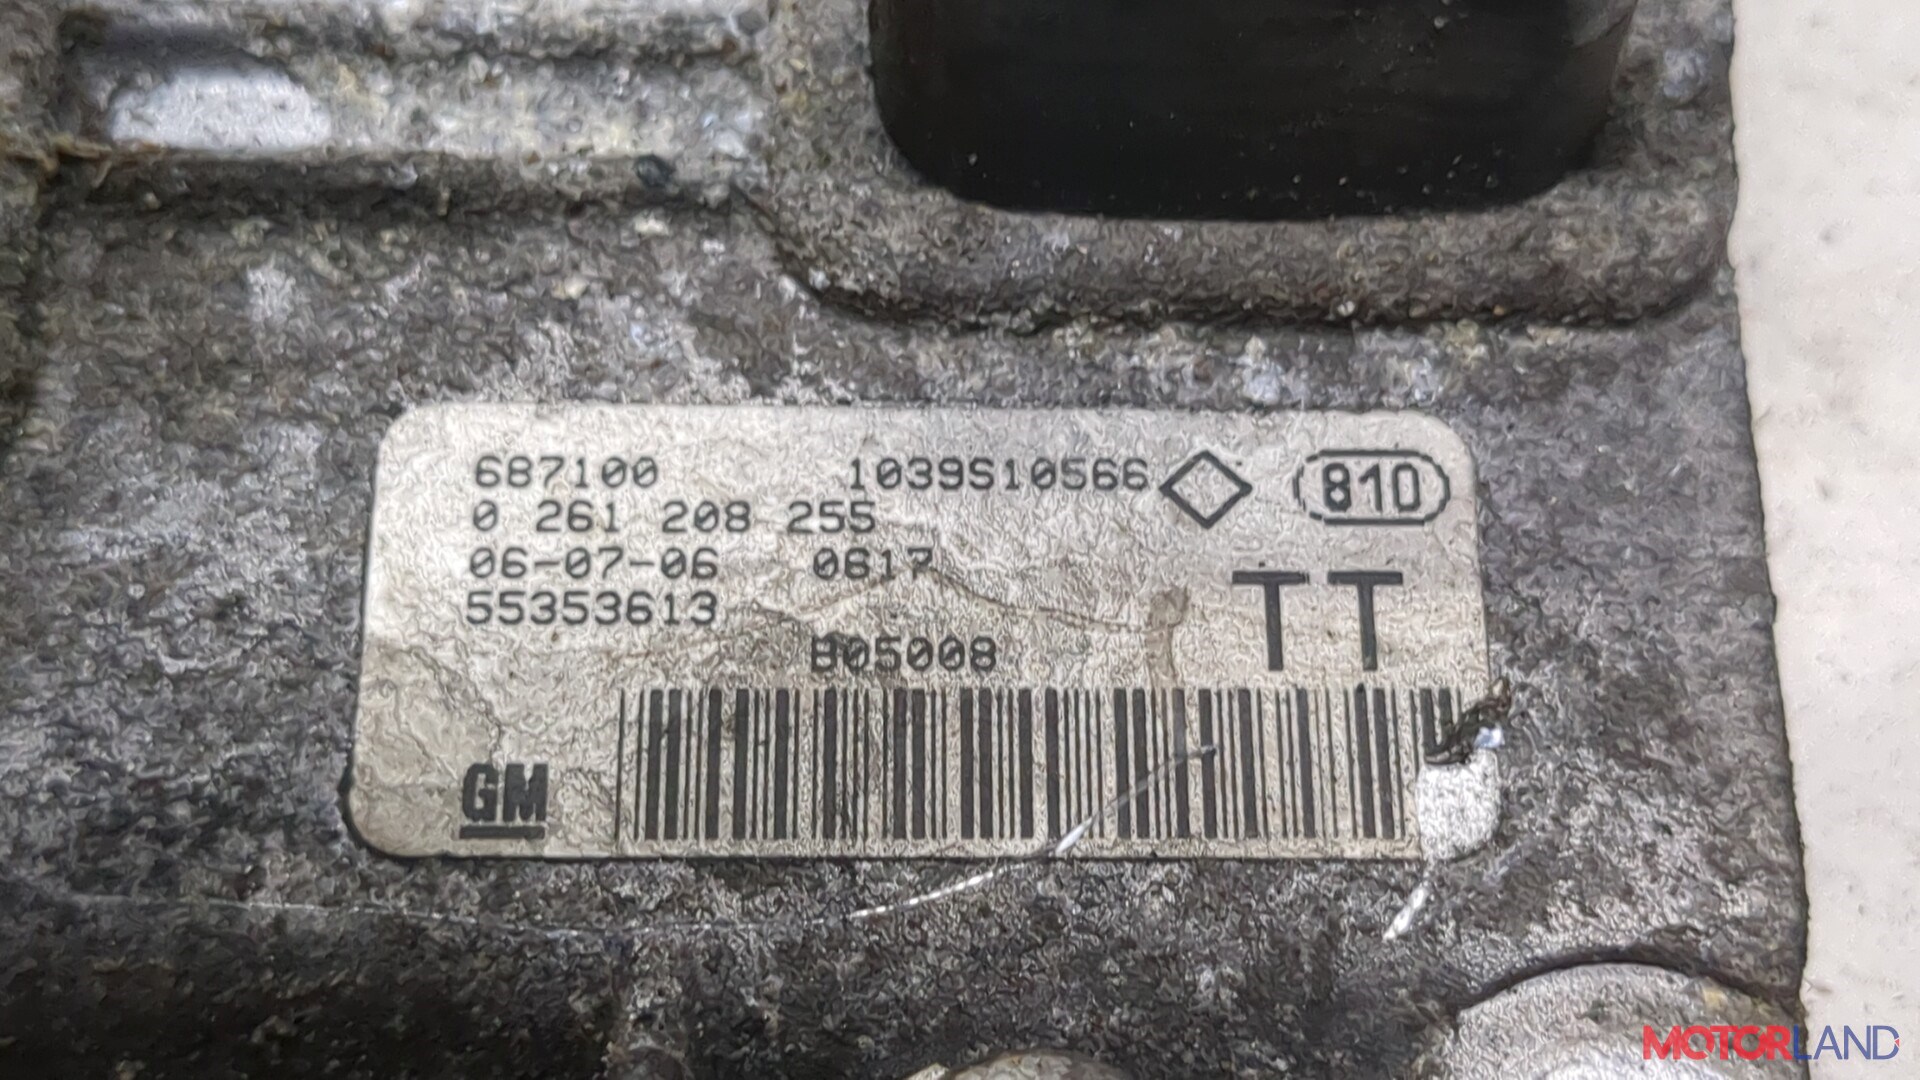 687100 1039S10566 810
0 261 208 255
06-07-06 0617
55353613 TT
B05008
GM
MOTORLAND